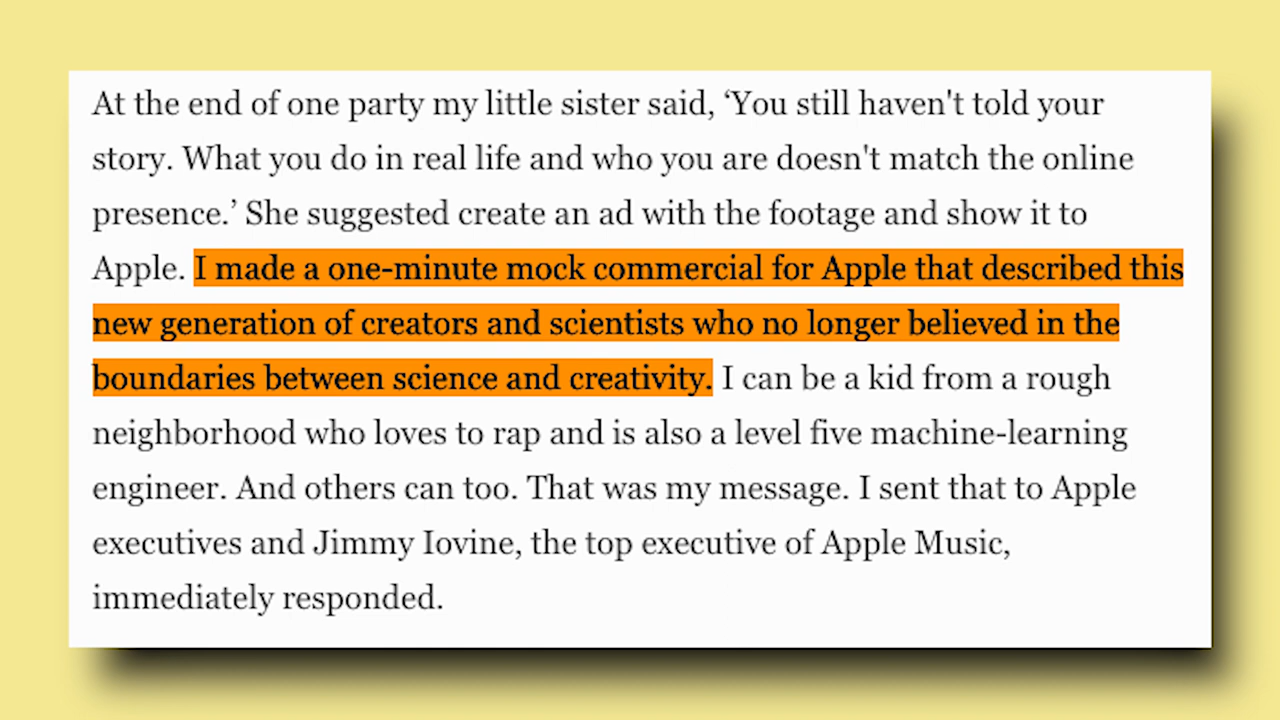 At the end of one party my little sister said, ‘You still haven't told your
story. What you do in real life and who you are doesn't match the online
presence.’ She suggested create an ad with the footage and show it to
Apple. I made a one-minute mock commercial for Apple that described this
new generation of creators and scientists who no longer believed in the
boundaries between science and creativity. I can be a kid from a rough
neighborhood who loves to rap and is also a level five machine-learning
engineer. And others can too. That was my message. I sent that to Apple
executives and Jimmy Iovine, the top executive of Apple Music,
immediately responded.